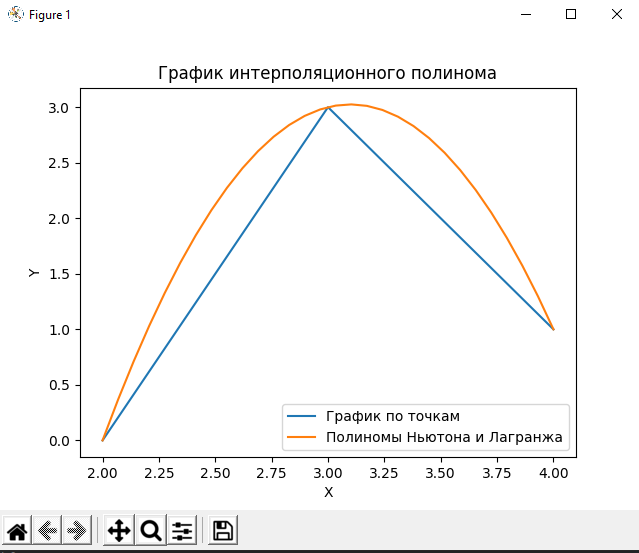 Figure 1
График интерполяционного полинома
3.0
2.5
2.0
1.5
1.0
0.5
0.0
Y
График по точкам
Полиномы Ньютона и Лагранжа
2.00 2.25 2.50 2.75 3.00 3.25 3.50 3.75 4.00
X